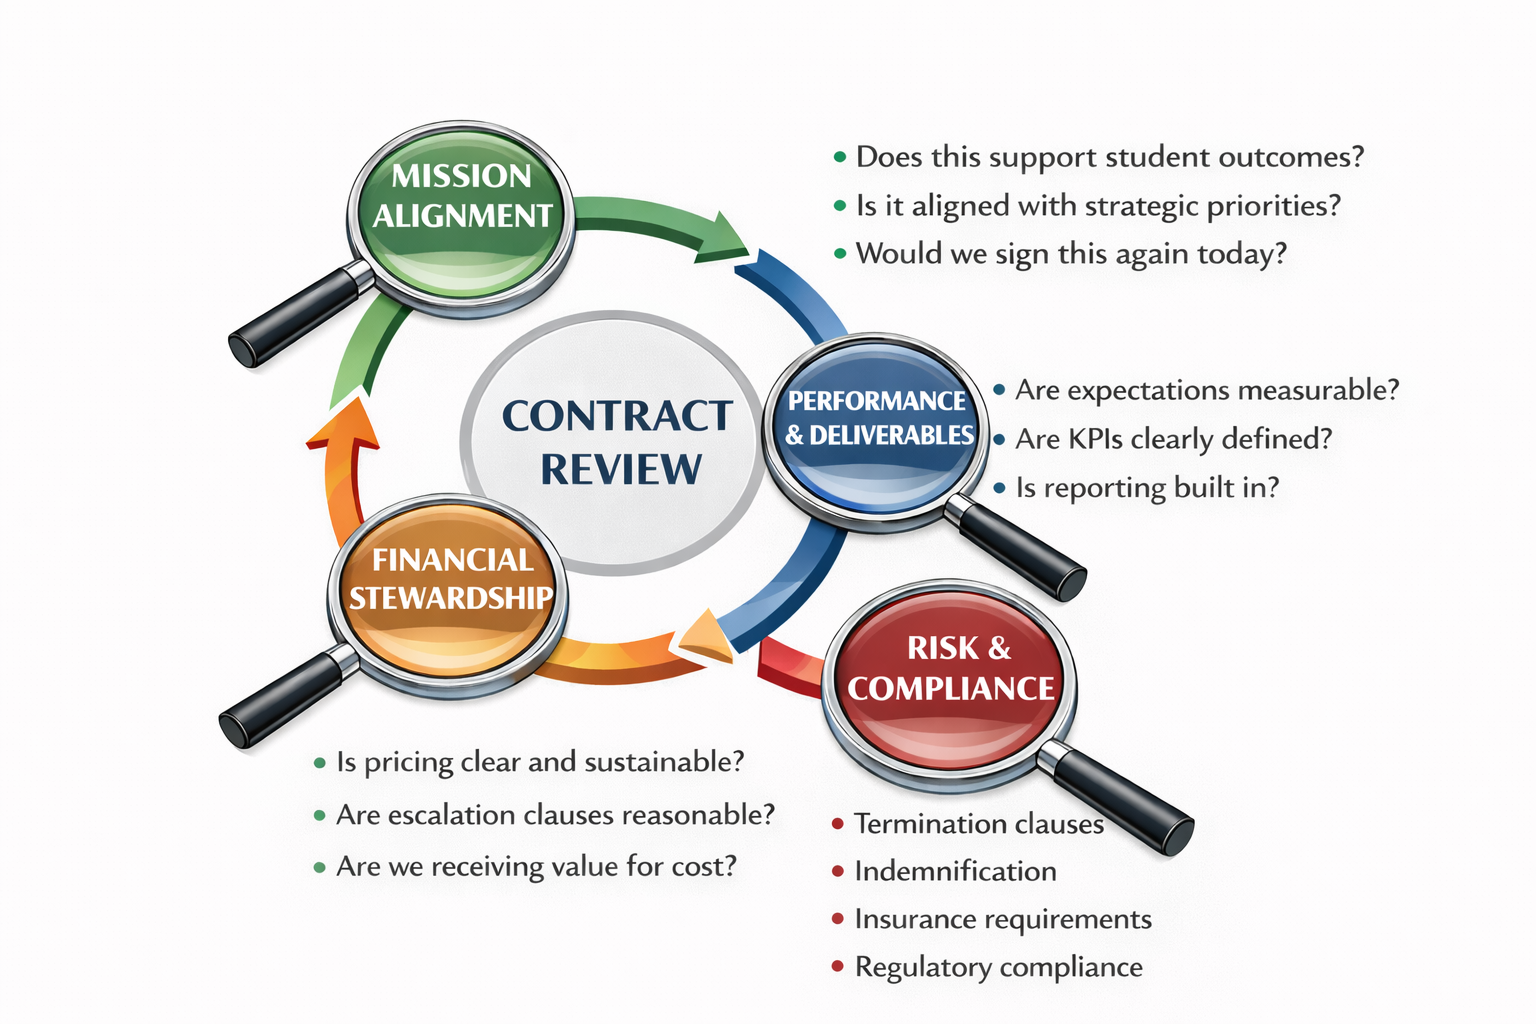 MISSION
ALIGNMENT
• Does this support student outcomes?
• Is it aligned with strategic priorities?
• Would we sign this again today?
CONTRACT
REVIEW
PERFORMANCE
& DELIVERABLES
• Are expectations measurable?
• Are KPIs clearly defined?
• Is reporting built in?
FINANCIAL
STEWARDSHIP
• Is pricing clear and sustainable?
• Are escalation clauses reasonable?
• Are we receiving value for cost?
RISK &
COMPLIANCE
• Termination clauses
• Indemnification
• Insurance requirements
• Regulatory compliance